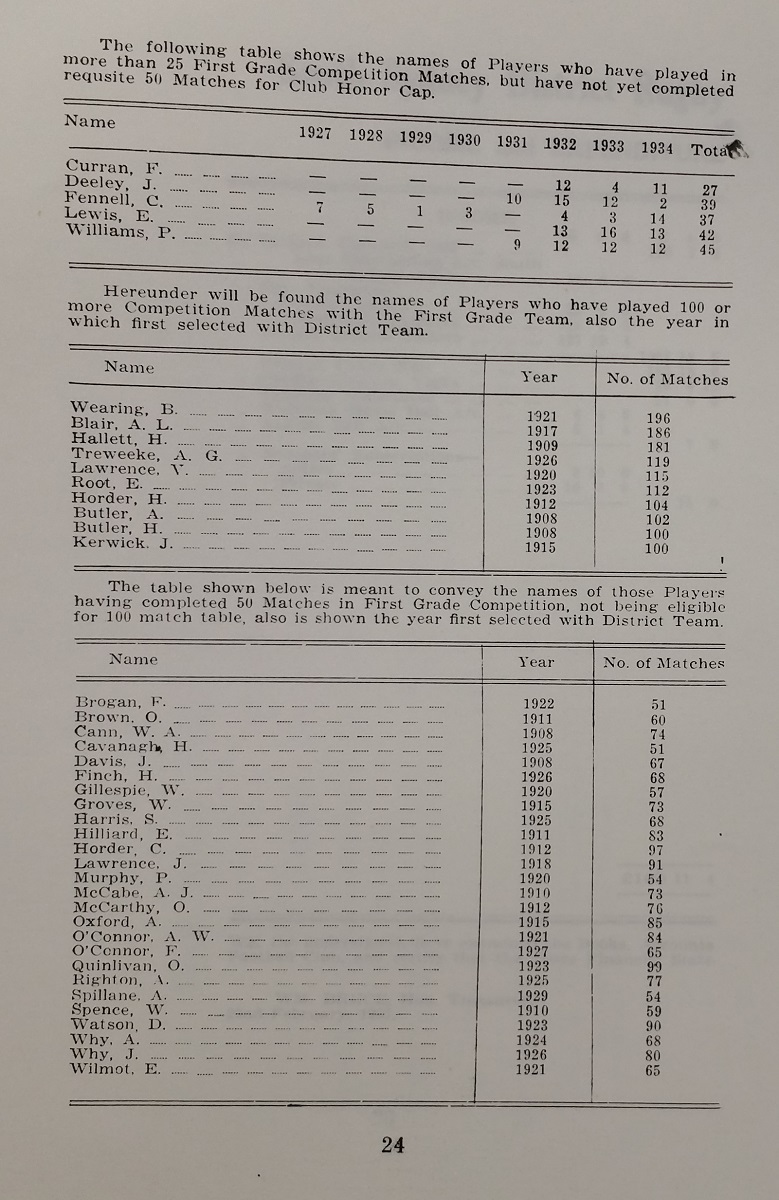 The following table shows the names of Players who have played in
more than 25 First Grade Competition Matches, but have not yet completed
requsite 50 Matches for Club Honor Cap.
Name 1927 1928 1929 1930 1931 1932 1933 1934 Total
Curran, F. — — — — — 12 4 11 27
Deeley, J. — — — — 10 15 12 2 39
Fennell, C. 7 5 1 3 — 4 3 14 37
Lewis, E. — — — — — 13 16 13 42
Williams, P. — — — — 9 12 12 12 45
Hereunder will be found the names of Players who have played 100 or
more Competition Matches with the First Grade Team, also the year in
which first selected with District Team.
Name Year No. of Matches
Wearing, B. 1921 196
Blair, A. L. 1917 186
Hallett, H. 1909 181
Treweeke, A. G. 1926 119
Lawrence, V. 1920 115
Root, E. 1923 112
Horder, H. 1912 104
Butler, A. 1908 102
Butler, H. 1908 100
Kerwick. J. 1915 100
The table shown below is meant to convey the names of those Players
having completed 50 Matches in First Grade Competition, not being eligible
for 100 match table, also is shown the year first selected with District Team.
Name Year No. of Matches
Brogan, F. 1922 51
Brown, O. 1911 60
Cann, W. A. 1908 74
Cavanagh, H. 1925 51
Davis, J. 1908 67
Finch, H. 1926 68
Gillespie, W. 1920 57
Groves, W. 1915 73
Harris, S. 1925 68
Hilliard, E. 1911 83
Horder, C. 1912 97
Lawrence, J. 1918 91
Murphy, P. 1920 54
McCabe, A. J. 1910 73
McCarthy, O. 1912 76
Oxford, A. 1915 85
O'Connor, A. W. 1921 84
O'Connor, F. 1927 65
Quinlivan, O. 1923 99
Righton, A. 1925 77
Spillane, A. 1929 54
Spence, W. 1910 59
Watson, D. 1923 90
Why, A. 1924 68
Why, J. 1926 80
Wilmot, E. 1921 65
24